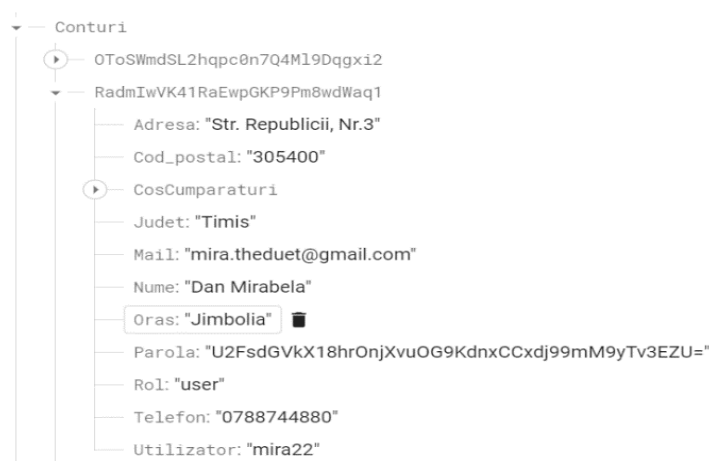 Conturi
OToSWmdSL2hqpc0n7Q4Ml9Dqgxi2
RadmIwVK41RaEwpGKP9Pm8wdWaq1
Adresa: "Str. Republicii, Nr.3"
Cod_postal: "305400"
CosCumparaturi
Judet: "Timis"
Mail: "mira.theduet@gmail.com"
Nume: "Dan Mirabela"
Oras: "Jimbolia"
Parola: "U2FsdGVkX18hrOnjXvuOG9KdnxCCxdj99mM9yTv3EZU="
Rol: "user"
Telefon: "0788744880"
Utilizator: "mira22"